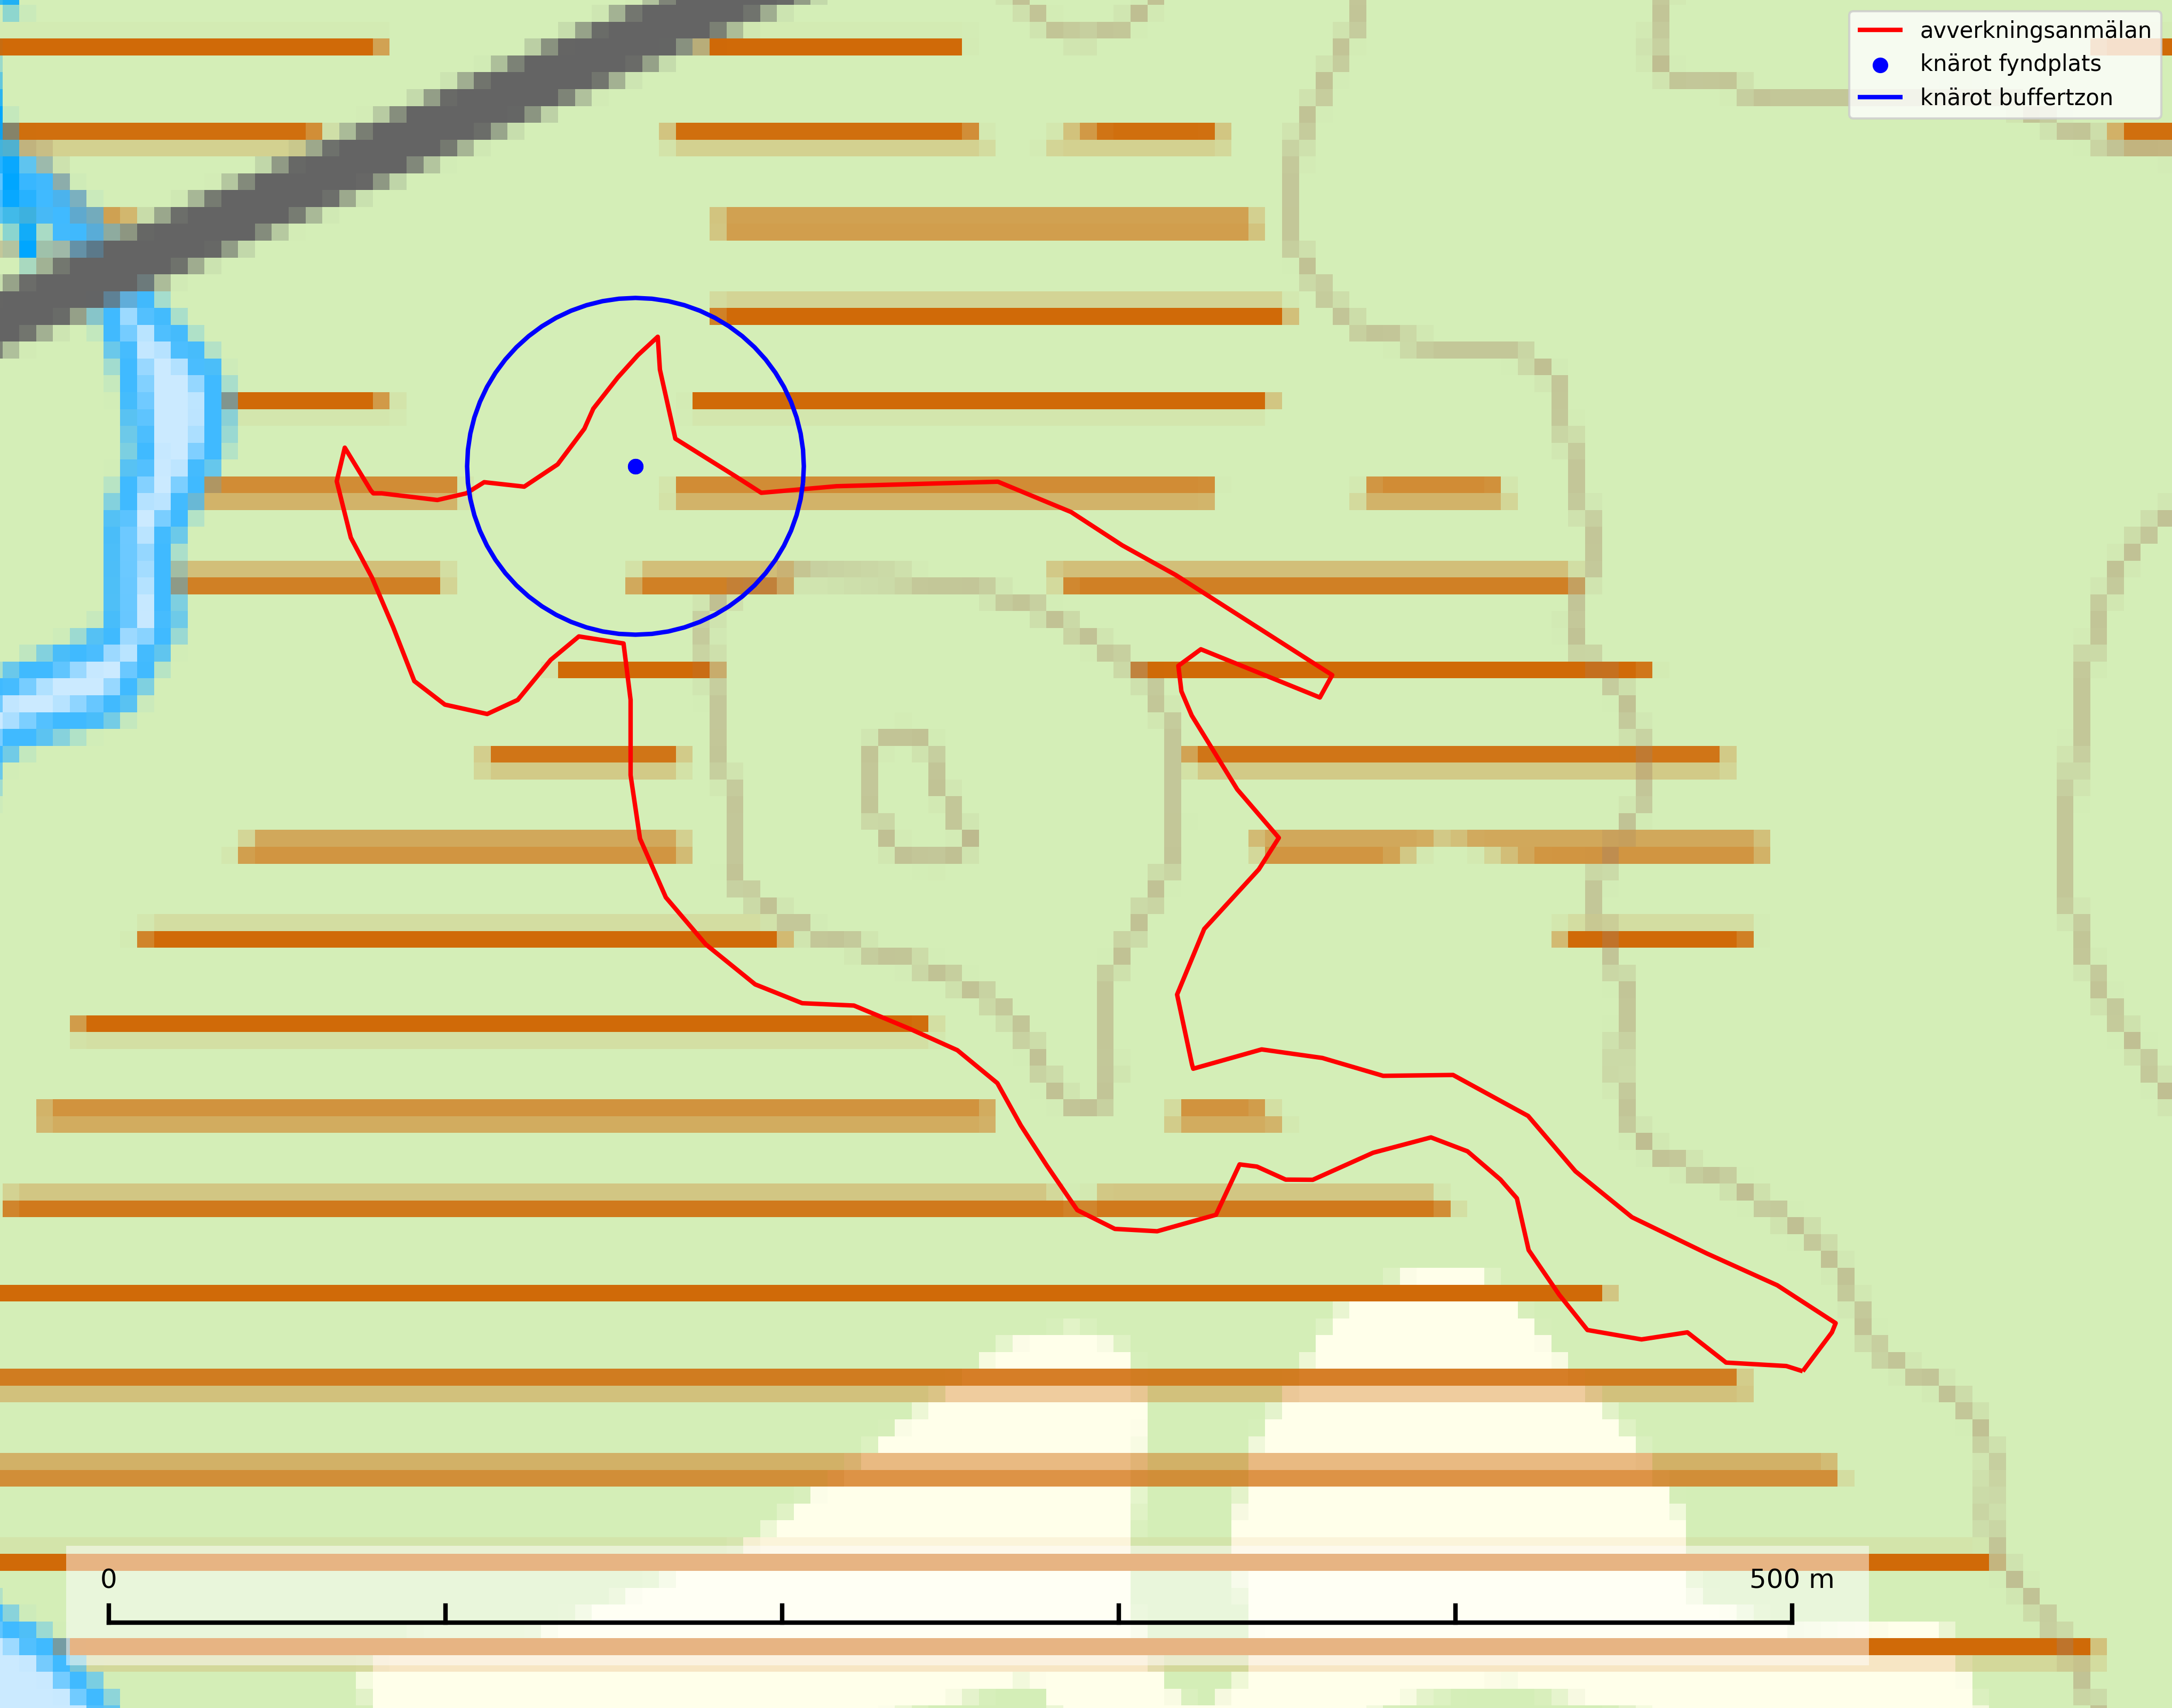 avverkningsanmälan
knärot fyndplats
knärot buffertzon
0
500 m